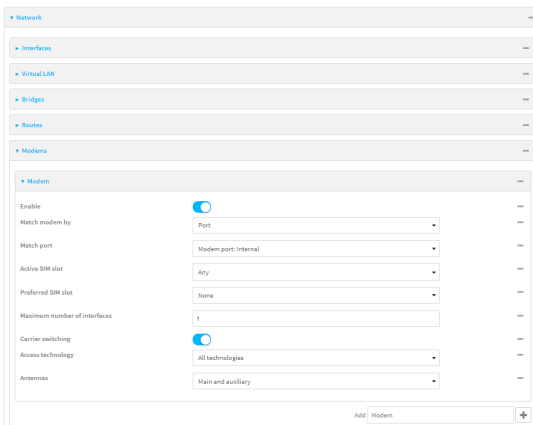 Network
Interfaces
Virtual LAN
Bridges
Routes
Modems
Modem
Enable
Match modem by Port
Match port Modem port: Internal
Active SIM slot Any
Preferred SIM slot None
Maximum number of interfaces 1
Carrier switching
Access technology All technologies
Antennas Main and auxiliary
Add Modem